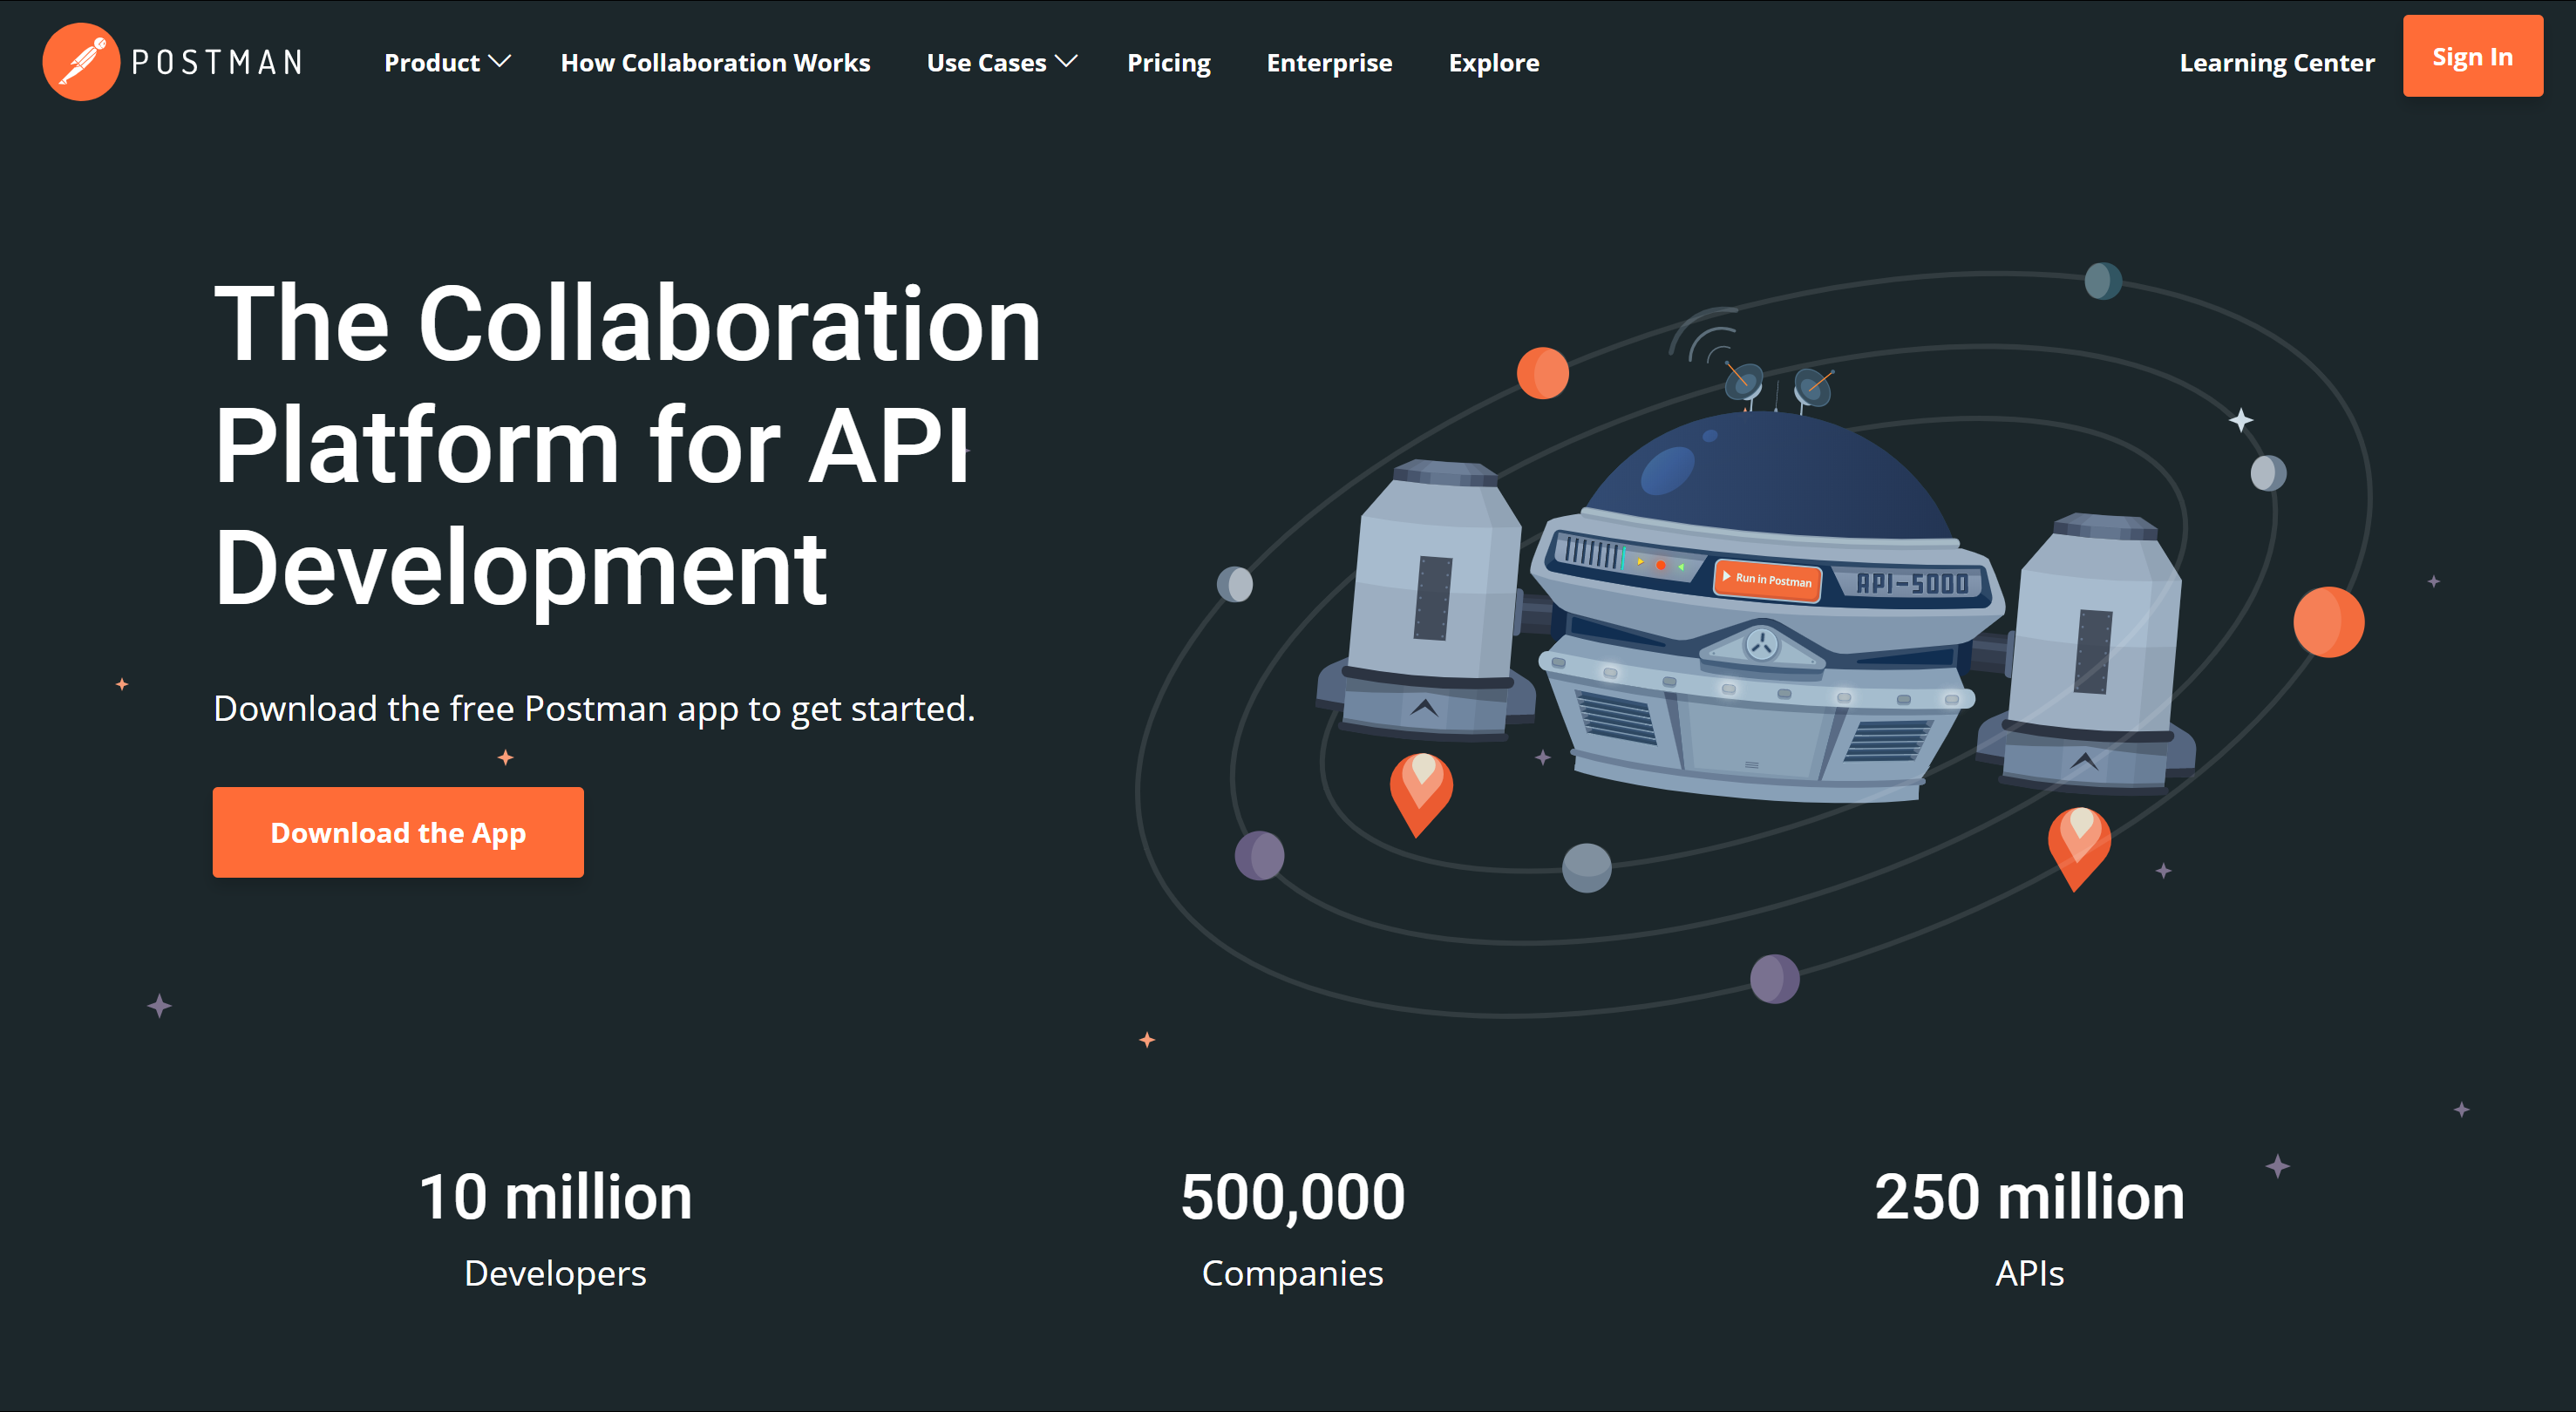 POSTMAN
Product
How Collaboration Works
Use Cases
Pricing
Enterprise
Explore
Learning Center
Sign In
The Collaboration
Platform for API
Development
Download the free Postman app to get started.
Download the App
Run in Postman
API-5000
10 million
Developers
500,000
Companies
250 million
APIs